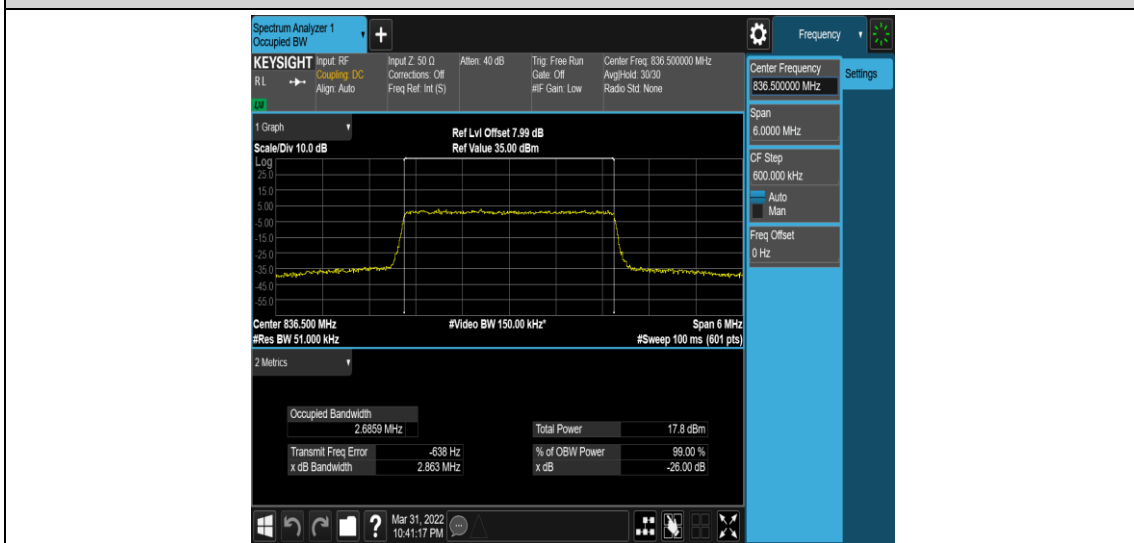 Spectrum Analyzer 1
Occupied BW
+
Frequency
KEYSIGHT
RL
LXI
Input: RF
Coupling: DC
Align: Auto
Input Z: 50 Ω
Corrections: Off
Freq Ref: Int (S)
Atten: 40 dB
Trig: Free Run
Gate: Off
#IF Gain: Low
Center Freq: 836.500000 MHz
Avg|Hold: 30/30
Radio Std: None
Center Frequency
836.500000 MHz
Settings
Span
6.0000 MHz
CF Step
600.000 kHz
Auto
Man
Freq Offset
0 Hz
1 Graph
Ref Lvl Offset 7.99 dB
Scale/Div 10.0 dB
Ref Value 35.00 dBm
Log
25.0
15.0
5.00
-5.00
-15.0
-25.0
-35.0
-45.0
-55.0
Center 836.500 MHz
#Video BW 150.00 kHz*
Span 6 MHz
#Res BW 51.000 kHz
#Sweep 100 ms (601 pts)
2 Metrics
Occupied Bandwidth
2.6859 MHz
Total Power 17.8 dBm
Transmit Freq Error -638 Hz
% of OBW Power 99.00 %
x dB Bandwidth 2.863 MHz
x dB -26.00 dB
?
Mar 31, 2022
10:41:17 PM